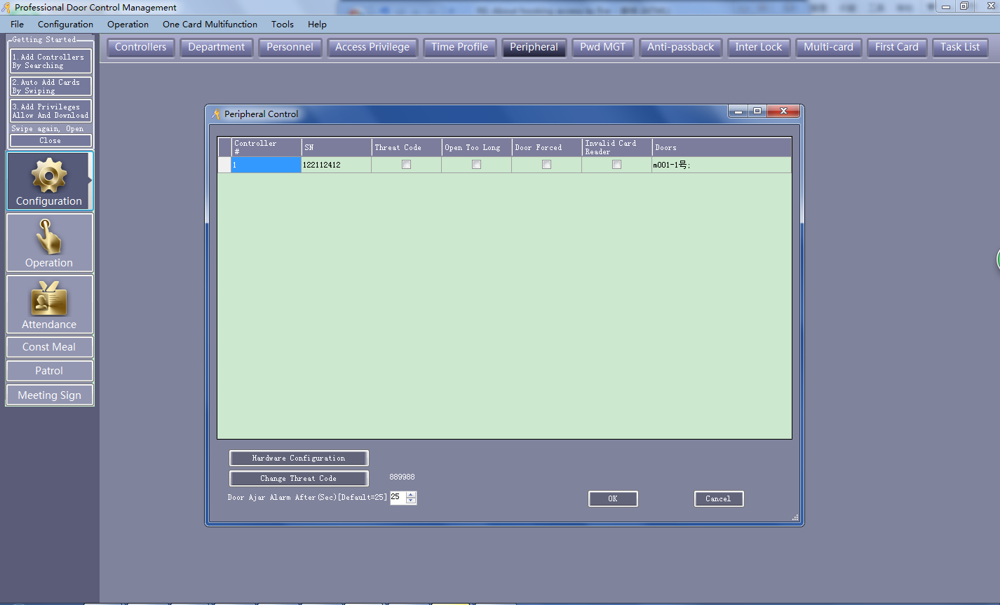 Professional Door Control Management
File Configuration Operation One Card Multifunction Tools Help
Getting Started
1.Add Controllers
By Searching
2.Auto Add Cards
By Swiping
3.Add Privileges
Allow And Download
Swipe again, Open
Close
Configuration
Operation
Attendance
Const Meal
Patrol
Meeting Sign
Controllers Department Personnel Access Privilege Time Profile Peripheral Pwd MGT Anti-passback Inter Lock Multi-card First Card Task List
Peripheral Control
Controller
#
SN
Threat Code
Open Too Long
Door Forced
Invalid Card
Reader
Doors
1 122112412 m001-1号;
Hardware Configuration
Change Threat Code 889988
Door Ajar Alarm After(Sec)[Default=25] 25
OK Cancel